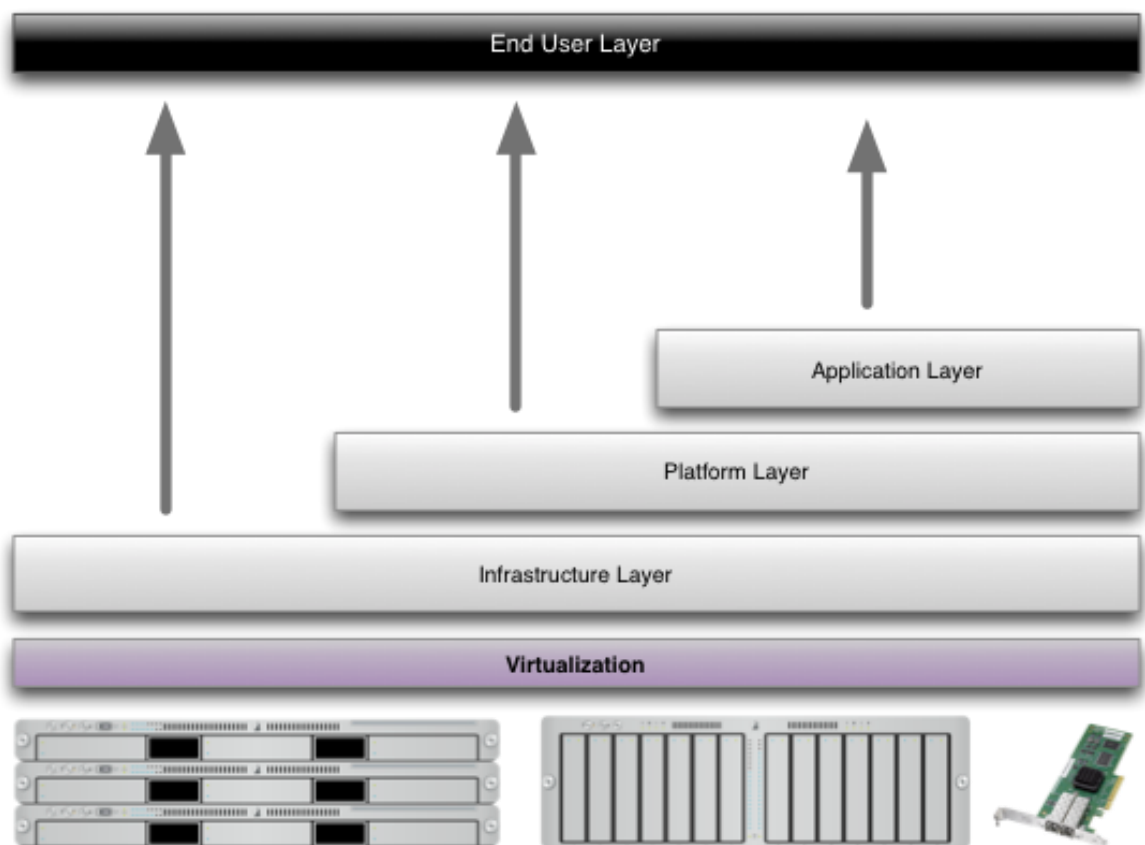 End User Layer
Application Layer
Platform Layer
Infrastructure Layer
Virtualization